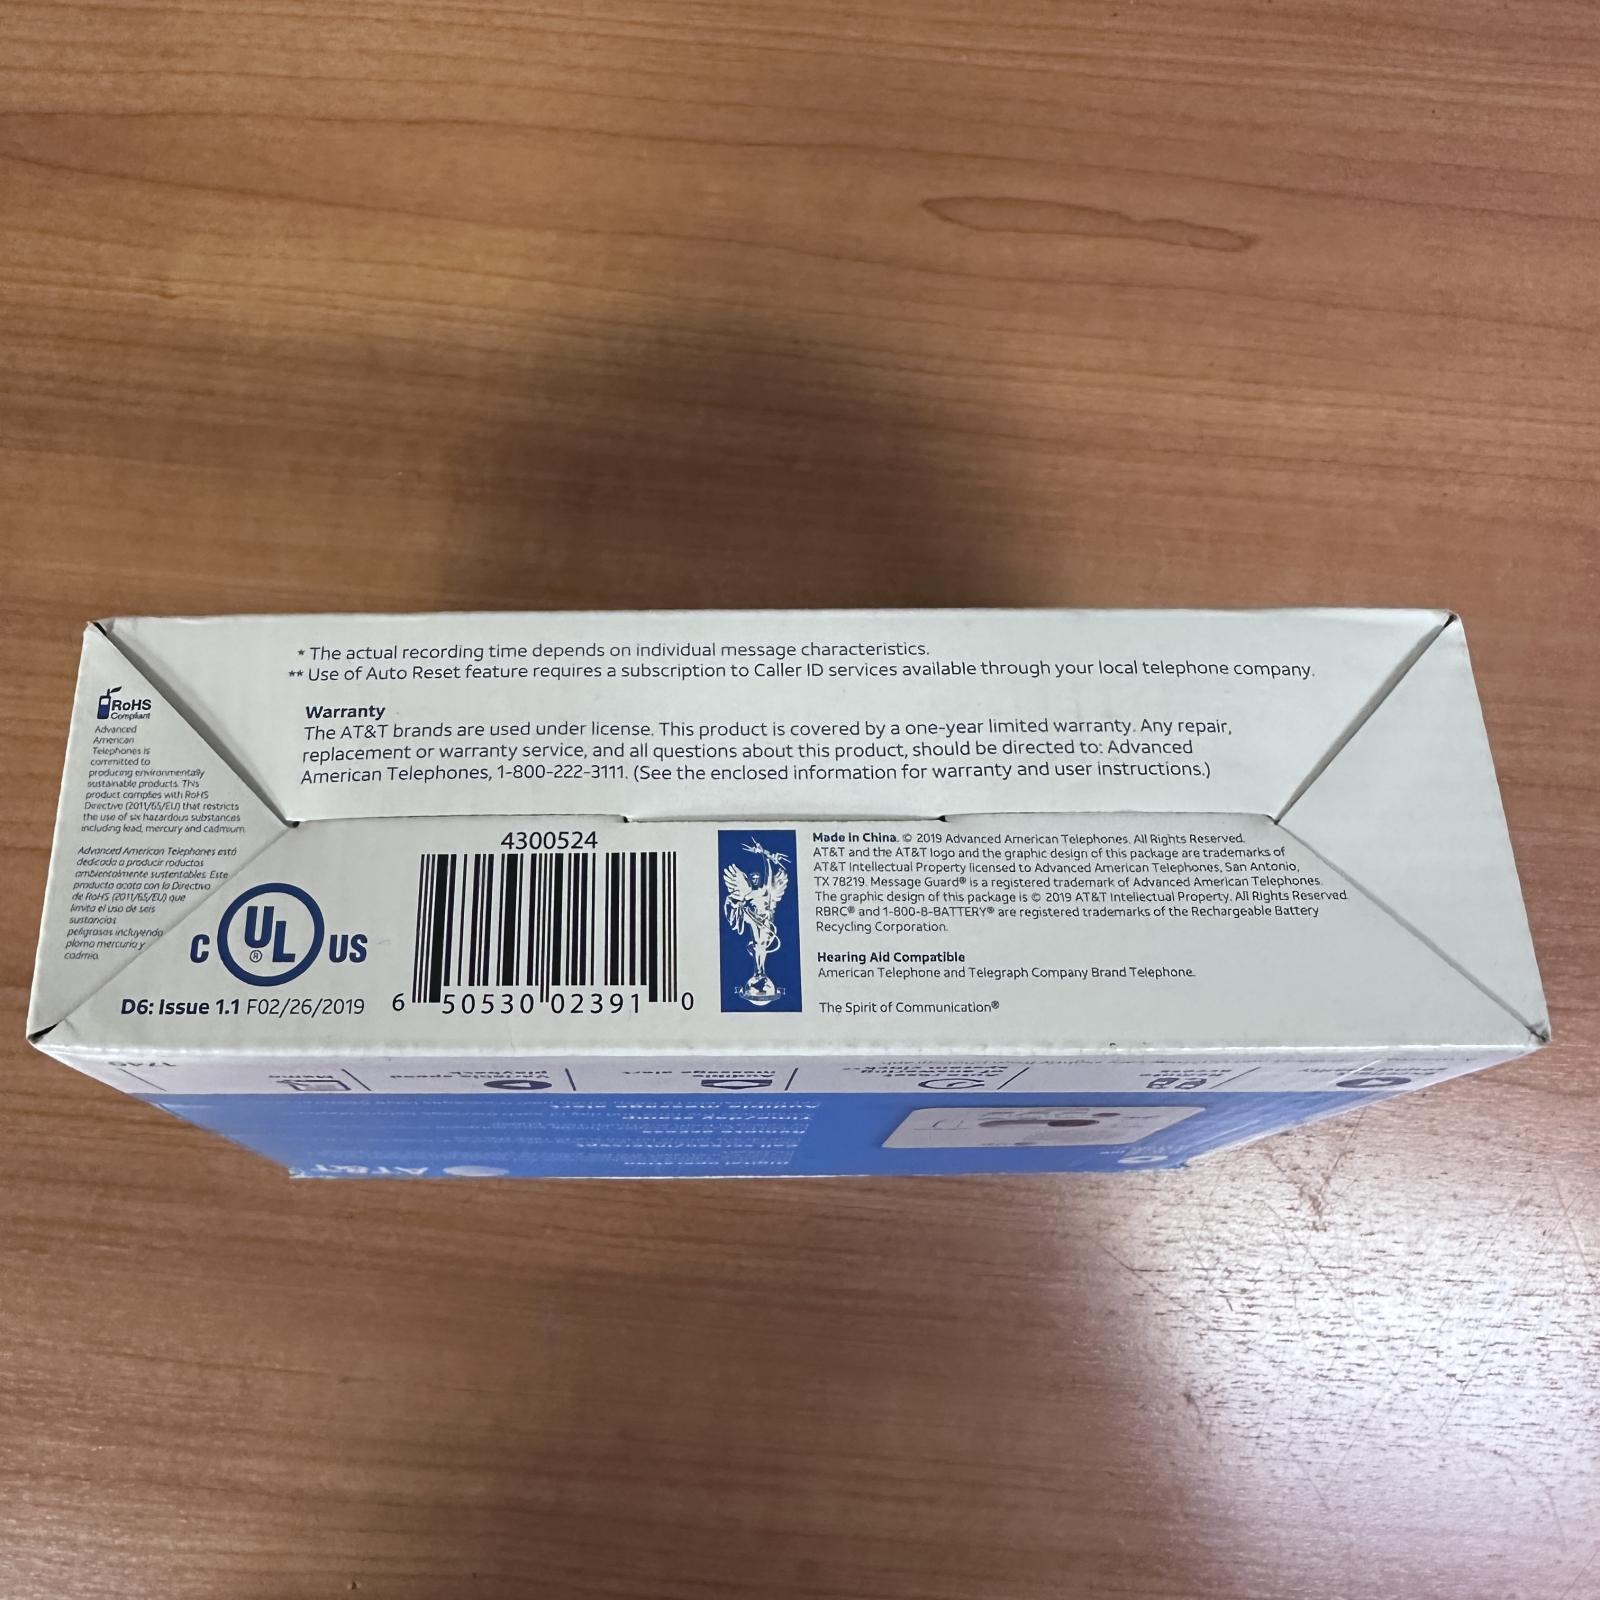 * The actual recording time depends on individual message characteristics.
** Use of Auto Reset feature requires a subscription to Caller ID services available through your local telephone company.
Warranty
The AT&T brands are used under license. This product is covered by a one-year limited warranty. Any repair,
replacement or warranty service, and all questions about this product, should be directed to: Advanced
American Telephones, 1-800-222-3111. (See the enclosed information for warranty and user instructions.)
RoHS
Compliant
Advanced
American
Telephones is
committed to
producing environmentally
sustainable products. This
product complies with RoHS
Directive (2011/65/EU) that restricts
the use of six hazardous substances
including lead, mercury and cadmium.
Advanced American Telephones está
dedicada a producir roductos
ambientalmente sustentables. Este
producto acata con la Directiva
de RoHS (2011/65/EU) que
limita el uso de seis
sustancias
peligrosas incluyendo
plomo mercurio y
cadmio.
C UL ® US
D6: Issue 1.1 F02/26/2019
4300524
6 50530 02391 0
Made in China. © 2019 Advanced American Telephones. All Rights Reserved.
AT&T and the AT&T logo and the graphic design of this package are trademarks of
AT&T Intellectual Property licensed to Advanced American Telephones, San Antonio,
TX 78219. Message Guard® is a registered trademark of Advanced American Telephones.
The graphic design of this package is © 2019 AT&T Intellectual Property. All Rights Reserved.
RBRC® and 1-800-8-BATTERY® are registered trademarks of the Rechargeable Battery
Recycling Corporation.
Hearing Aid Compatible
American Telephone and Telegraph Company Brand Telephone.
The Spirit of Communication®
1740
Memo
Variable speed
playback
Audible
message alert
Remote
access
AT&T